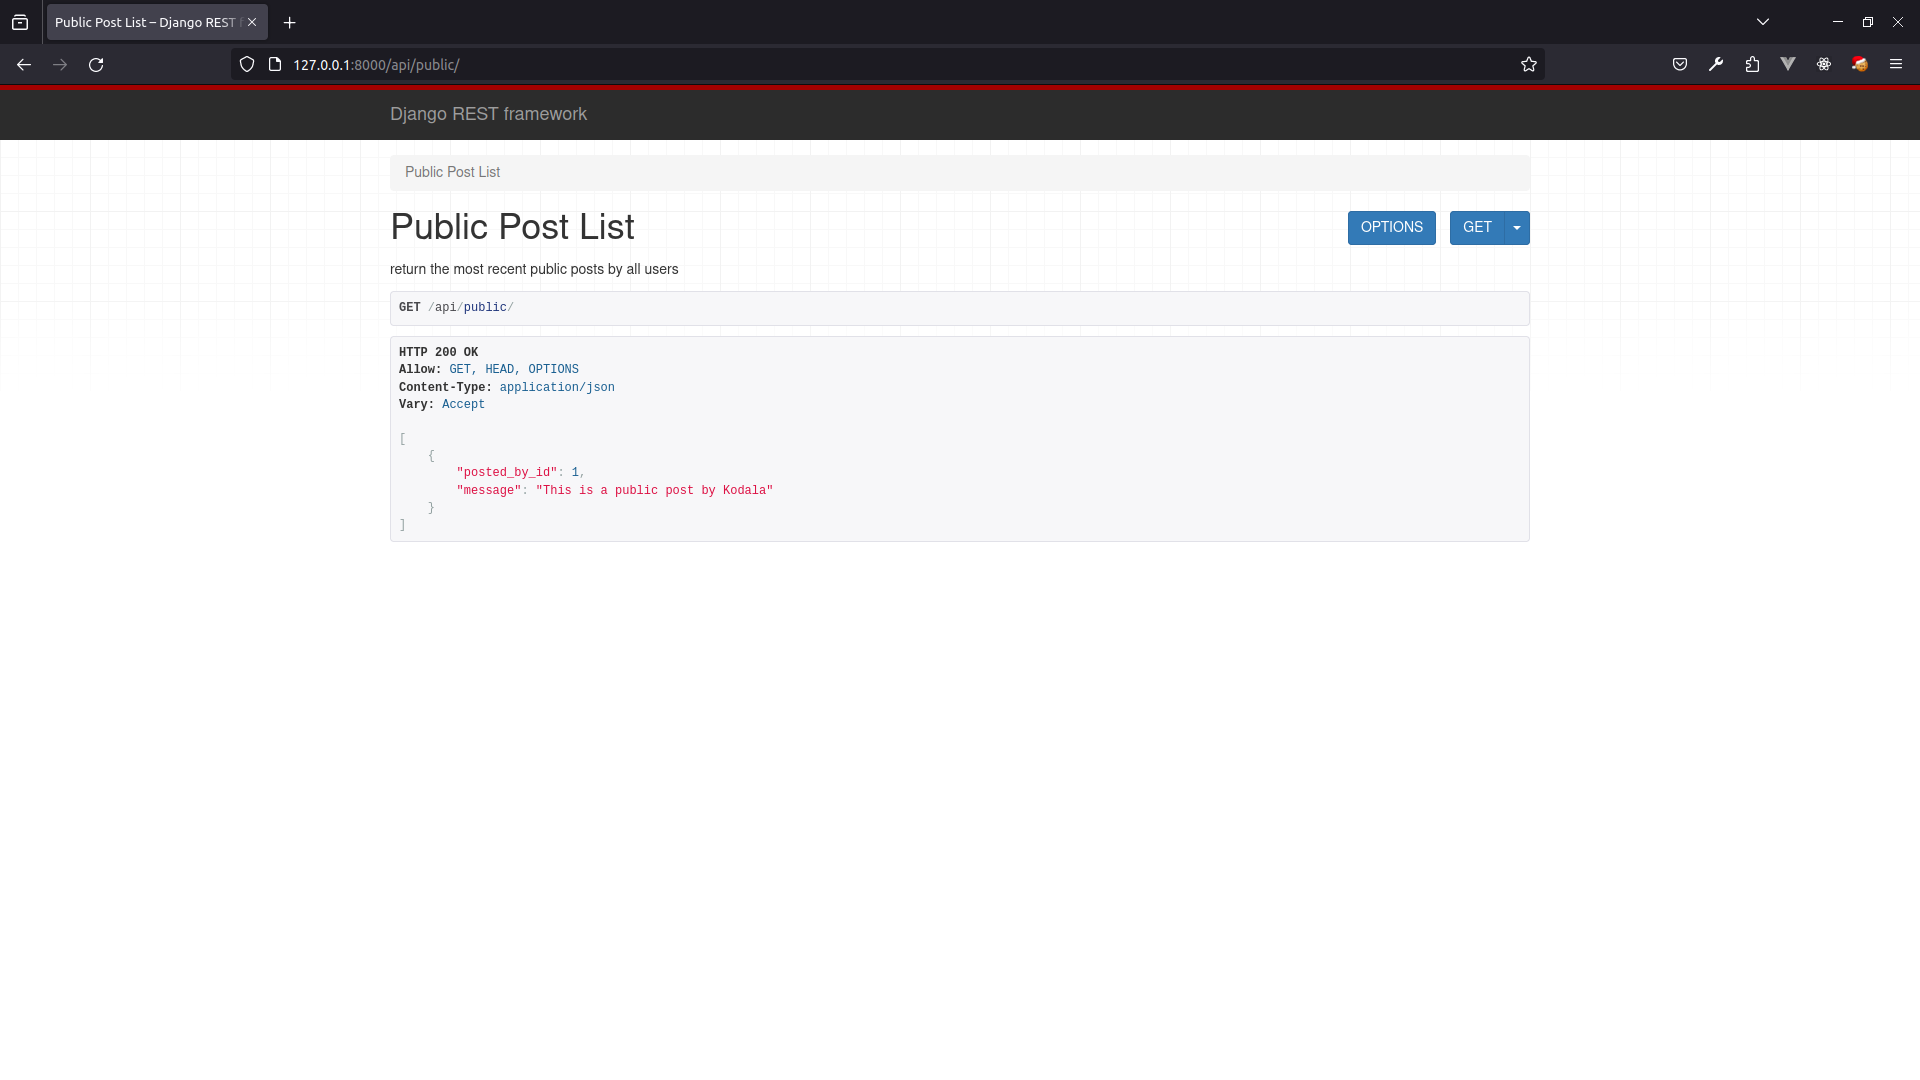 Public Post List – Django REST f
127.0.0.1:8000/api/public/
Django REST framework
Public Post List
Public Post List
OPTIONS
GET
return the most recent public posts by all users
GET /api/public/
HTTP 200 OK
Allow: GET, HEAD, OPTIONS
Content-Type: application/json
Vary: Accept
[
    {
        "posted_by_id": 1,
        "message": "This is a public post by Kodala"
    }
]